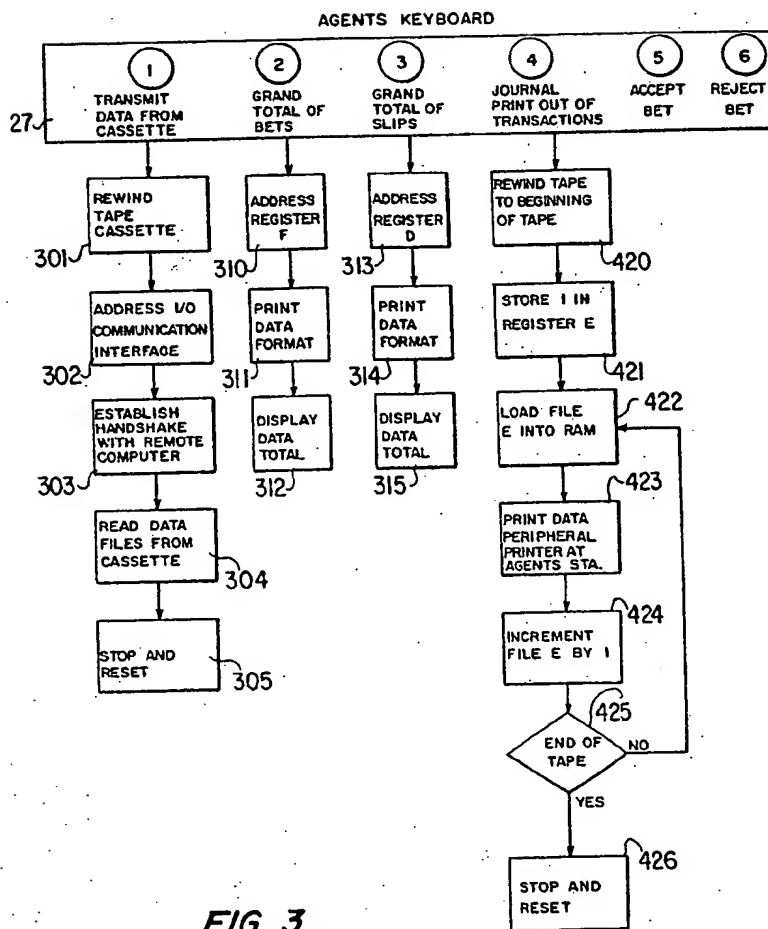 AGENTS KEYBOARD
1
TRANSMIT
DATA FROM
CASSETTE
2
GRAND
TOTAL OF
BETS
3
GRAND
TOTAL OF
SLIPS
4
JOURNAL
PRINT OUT OF
TRANSACTIONS
5
ACCEPT
BET
6
REJECT
BET
27
REWIND
TAPE
CASSETTE
301
ADDRESS I/O
COMMUNICATION
INTERFACE
302
ESTABLISH
HANDSHAKE
WITH REMOTE
COMPUTER
303
READ DATA
FILES FROM
CASSETTE
304
STOP AND
RESET
305
ADDRESS
REGISTER
F
310
PRINT
DATA
FORMAT
311
DISPLAY
DATA
TOTAL
312
ADDRESS
REGISTER
D
313
PRINT
DATA
FORMAT
314
DISPLAY
DATA
TOTAL
315
REWIND TAPE
TO BEGINNING
OF TAPE
420
STORE I IN
REGISTER E
421
LOAD FILE
E INTO RAM
422
PRINT DATA
PERIPHERAL
PRINTER AT
AGENTS STA.
423
INCREMENT
FILE E BY I
424
END OF
TAPE
425
NO
YES
STOP AND
RESET
426
FIG 3